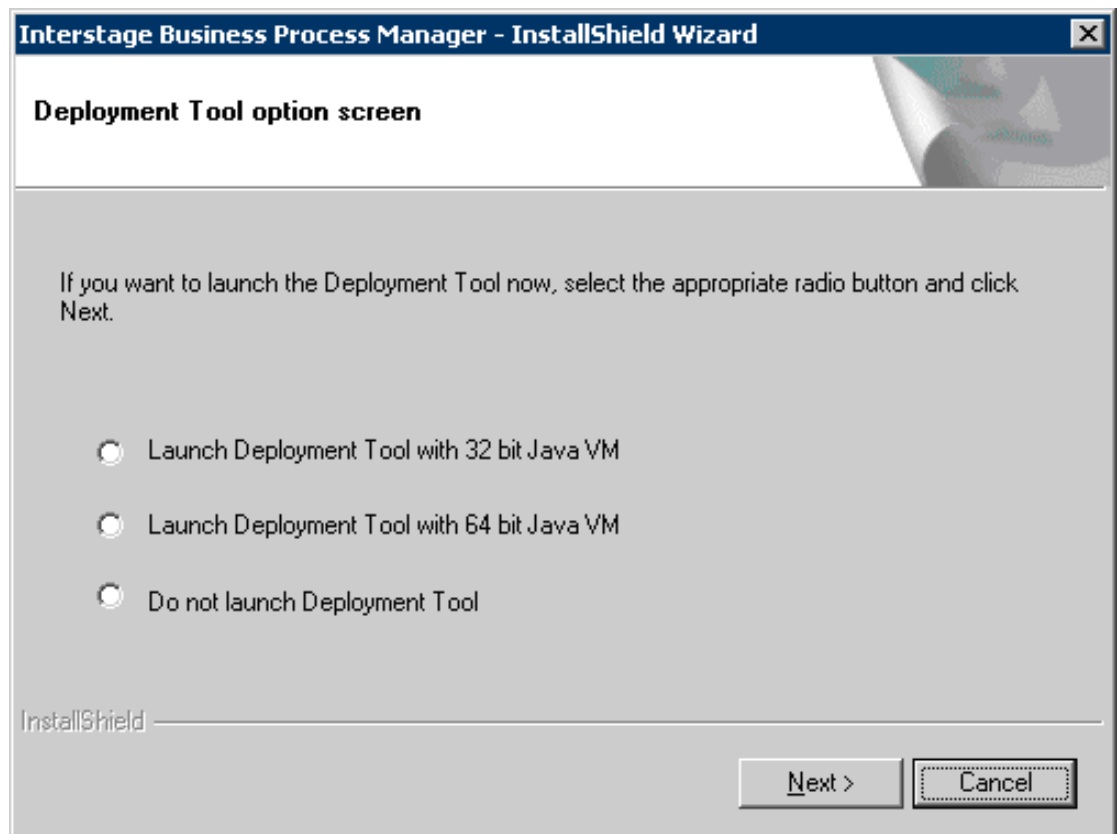 Interstage Business Process Manager - InstallShield Wizard
Deployment Tool option screen
If you want to launch the Deployment Tool now, select the appropriate radio button and click
Next.
Launch Deployment Tool with 32 bit Java VM
Launch Deployment Tool with 64 bit Java VM
Do not launch Deployment Tool
InstallShield
Next >
Cancel